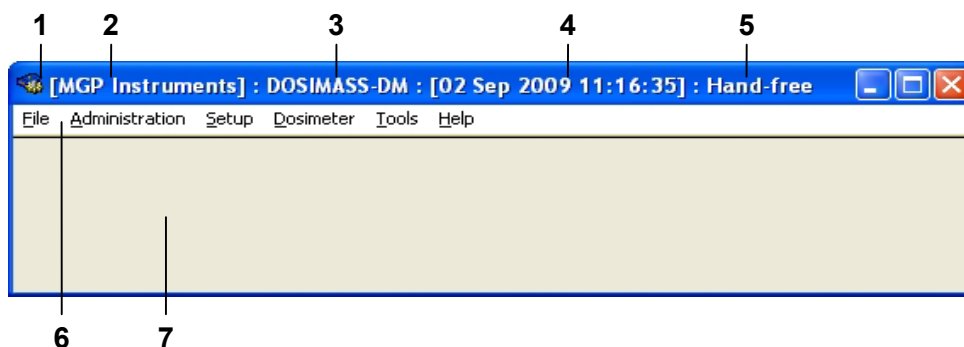 1 2 3 4 5
[MGP Instruments] : DOSIMASS-DM : [02 Sep 2009 11:16:35] : Hand-free
File Administration Setup Dosimeter Tools Help
6 7